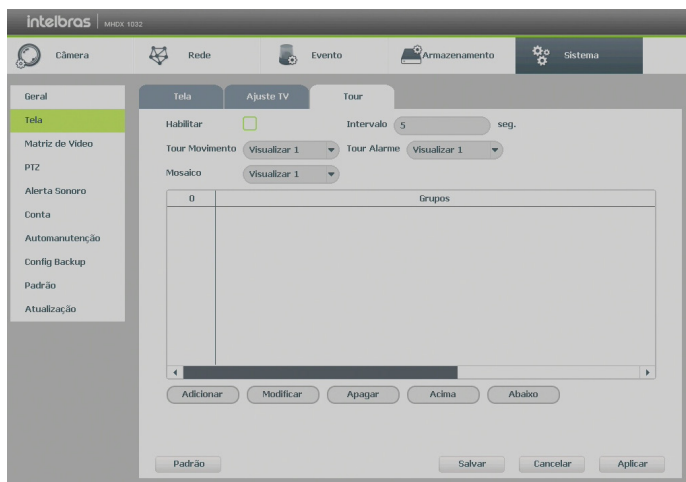 intelbras MHDX 1032
Câmera Rede Evento Armazenamento Sistema
Geral
Tela
Matriz de Video
PTZ
Alerta Sonoro
Conta
Automanutenção
Config Backup
Padrão
Atualização
Tela Ajuste TV Tour
Habilitar Intervalo 5 seg.
Tour Movimento Visualizar 1 Tour Alarme Visualizar 1
Mosaico Visualizar 1
0 Grupos
Adicionar Modificar Apagar Acima Abaixo
Padrão Salvar Cancelar Aplicar